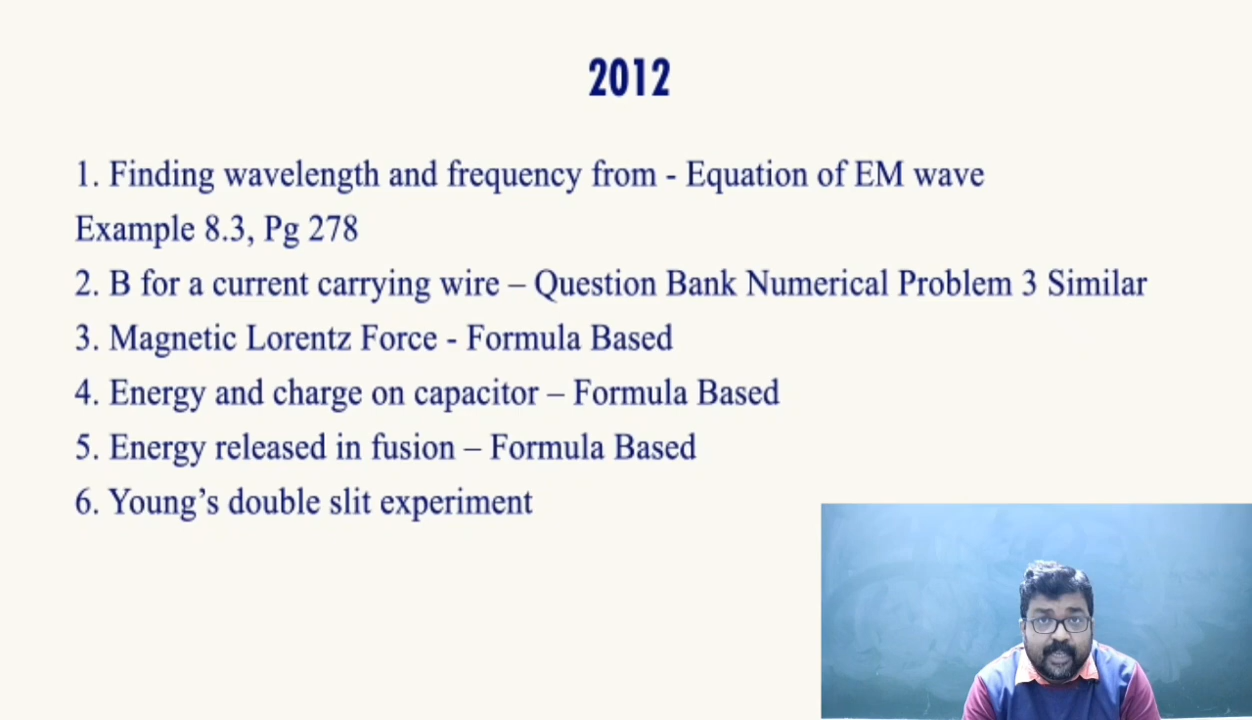 2012
1. Finding wavelength and frequency from - Equation of EM wave
Example 8.3, Pg 278
2. B for a current carrying wire – Question Bank Numerical Problem 3 Similar
3. Magnetic Lorentz Force - Formula Based
4. Energy and charge on capacitor – Formula Based
5. Energy released in fusion – Formula Based
6. Young’s double slit experiment